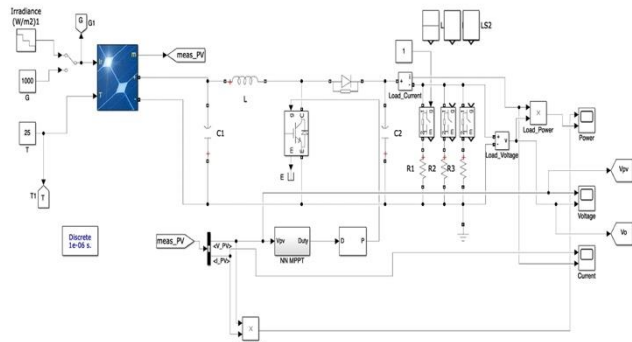 Irradiance
(W/m2)1
G
G1
1000
G
25
T
T
T1
Discrete
1e-06 s.
meas_PV
m
T
L
C1
C2
E
1
LS2
Load_Current
R1
R2
R3
Load_Voltage
Load_Power
Power
Voltage
Current
Vpv
Vo
meas_PV
<V_PV>
<I_PV>
Vpv
Duty
NN MPPT
D
P
X
X